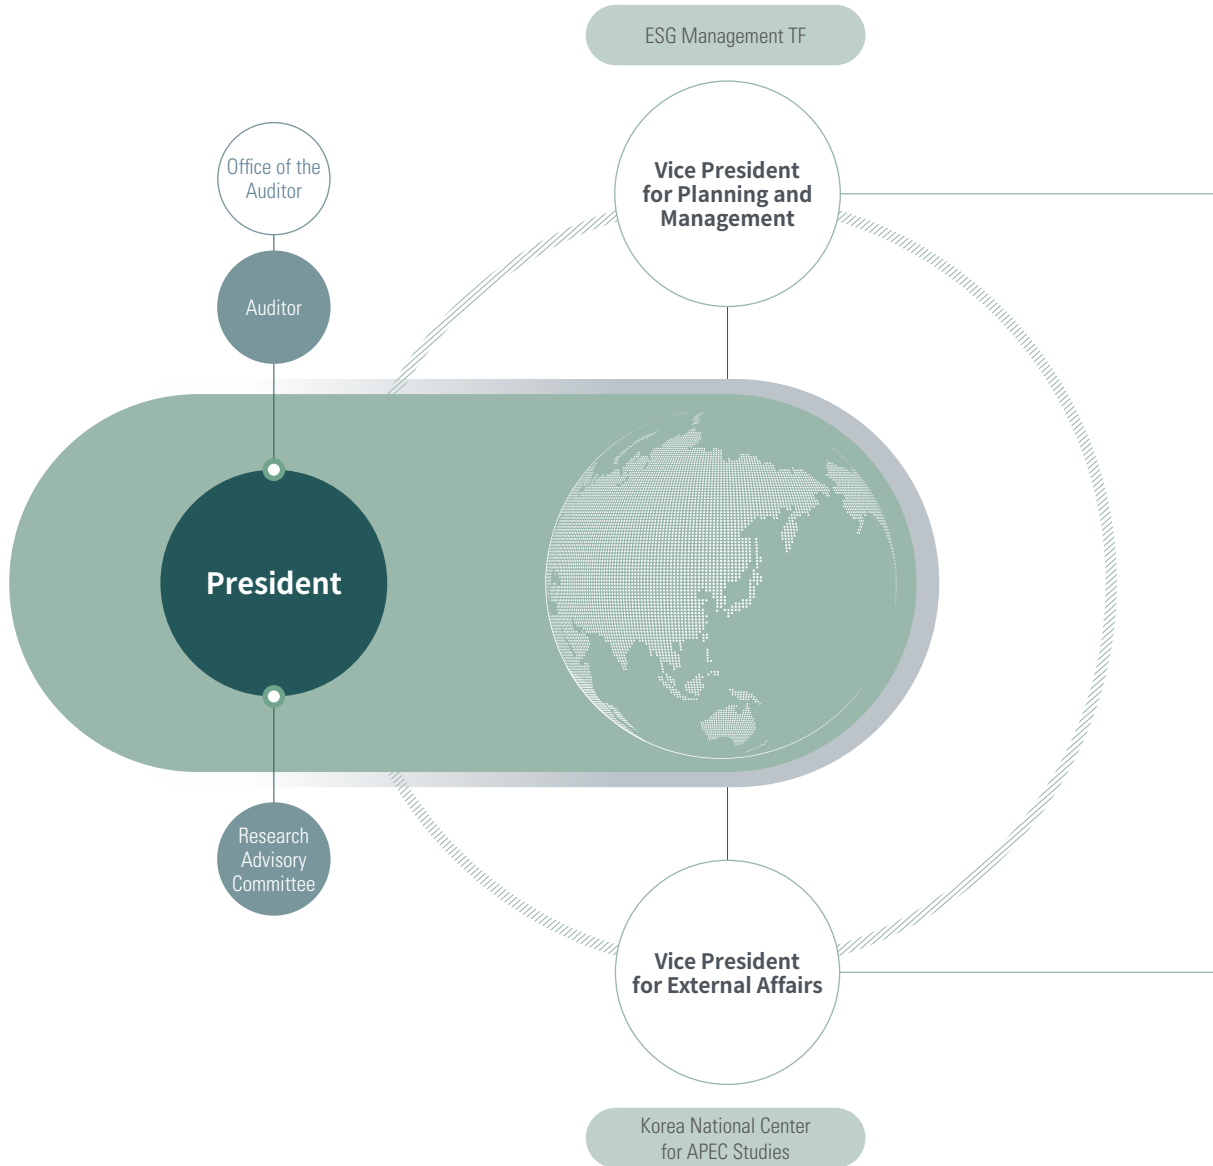 ESG Management TF
Office of the
Auditor
Vice President
for Planning and
Management
Auditor
President
Research
Advisory
Committee
Vice President
for External Affairs
Korea National Center
for APEC Studies